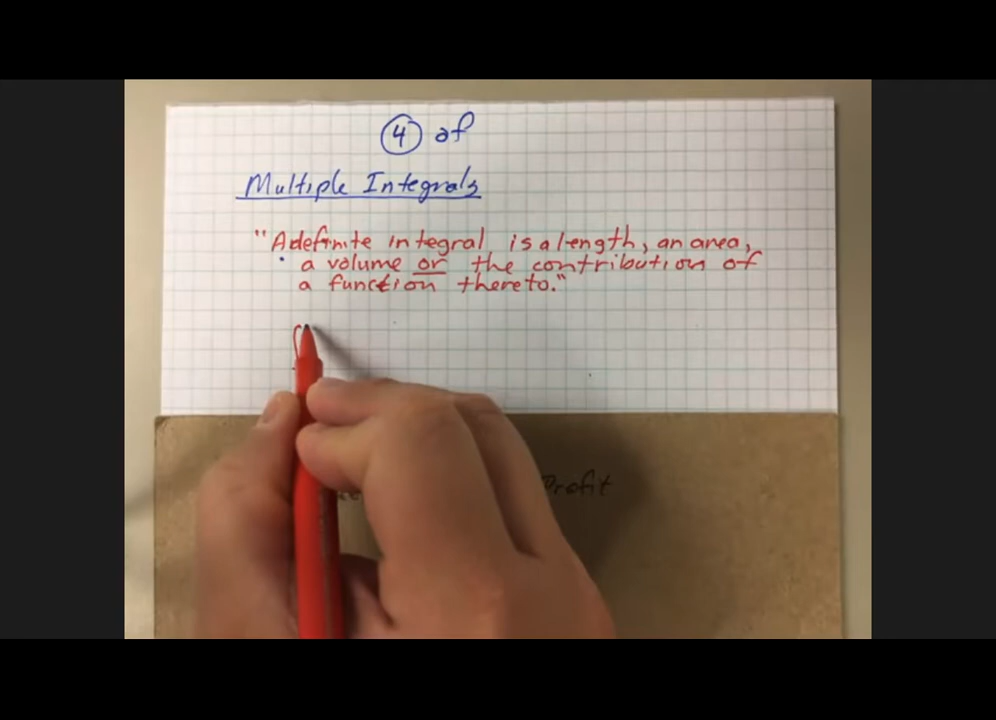 ④ of
Multiple Integrals
"A definite integral is a length, an area,
a volume or the contribution of
a function thereto."
Profit